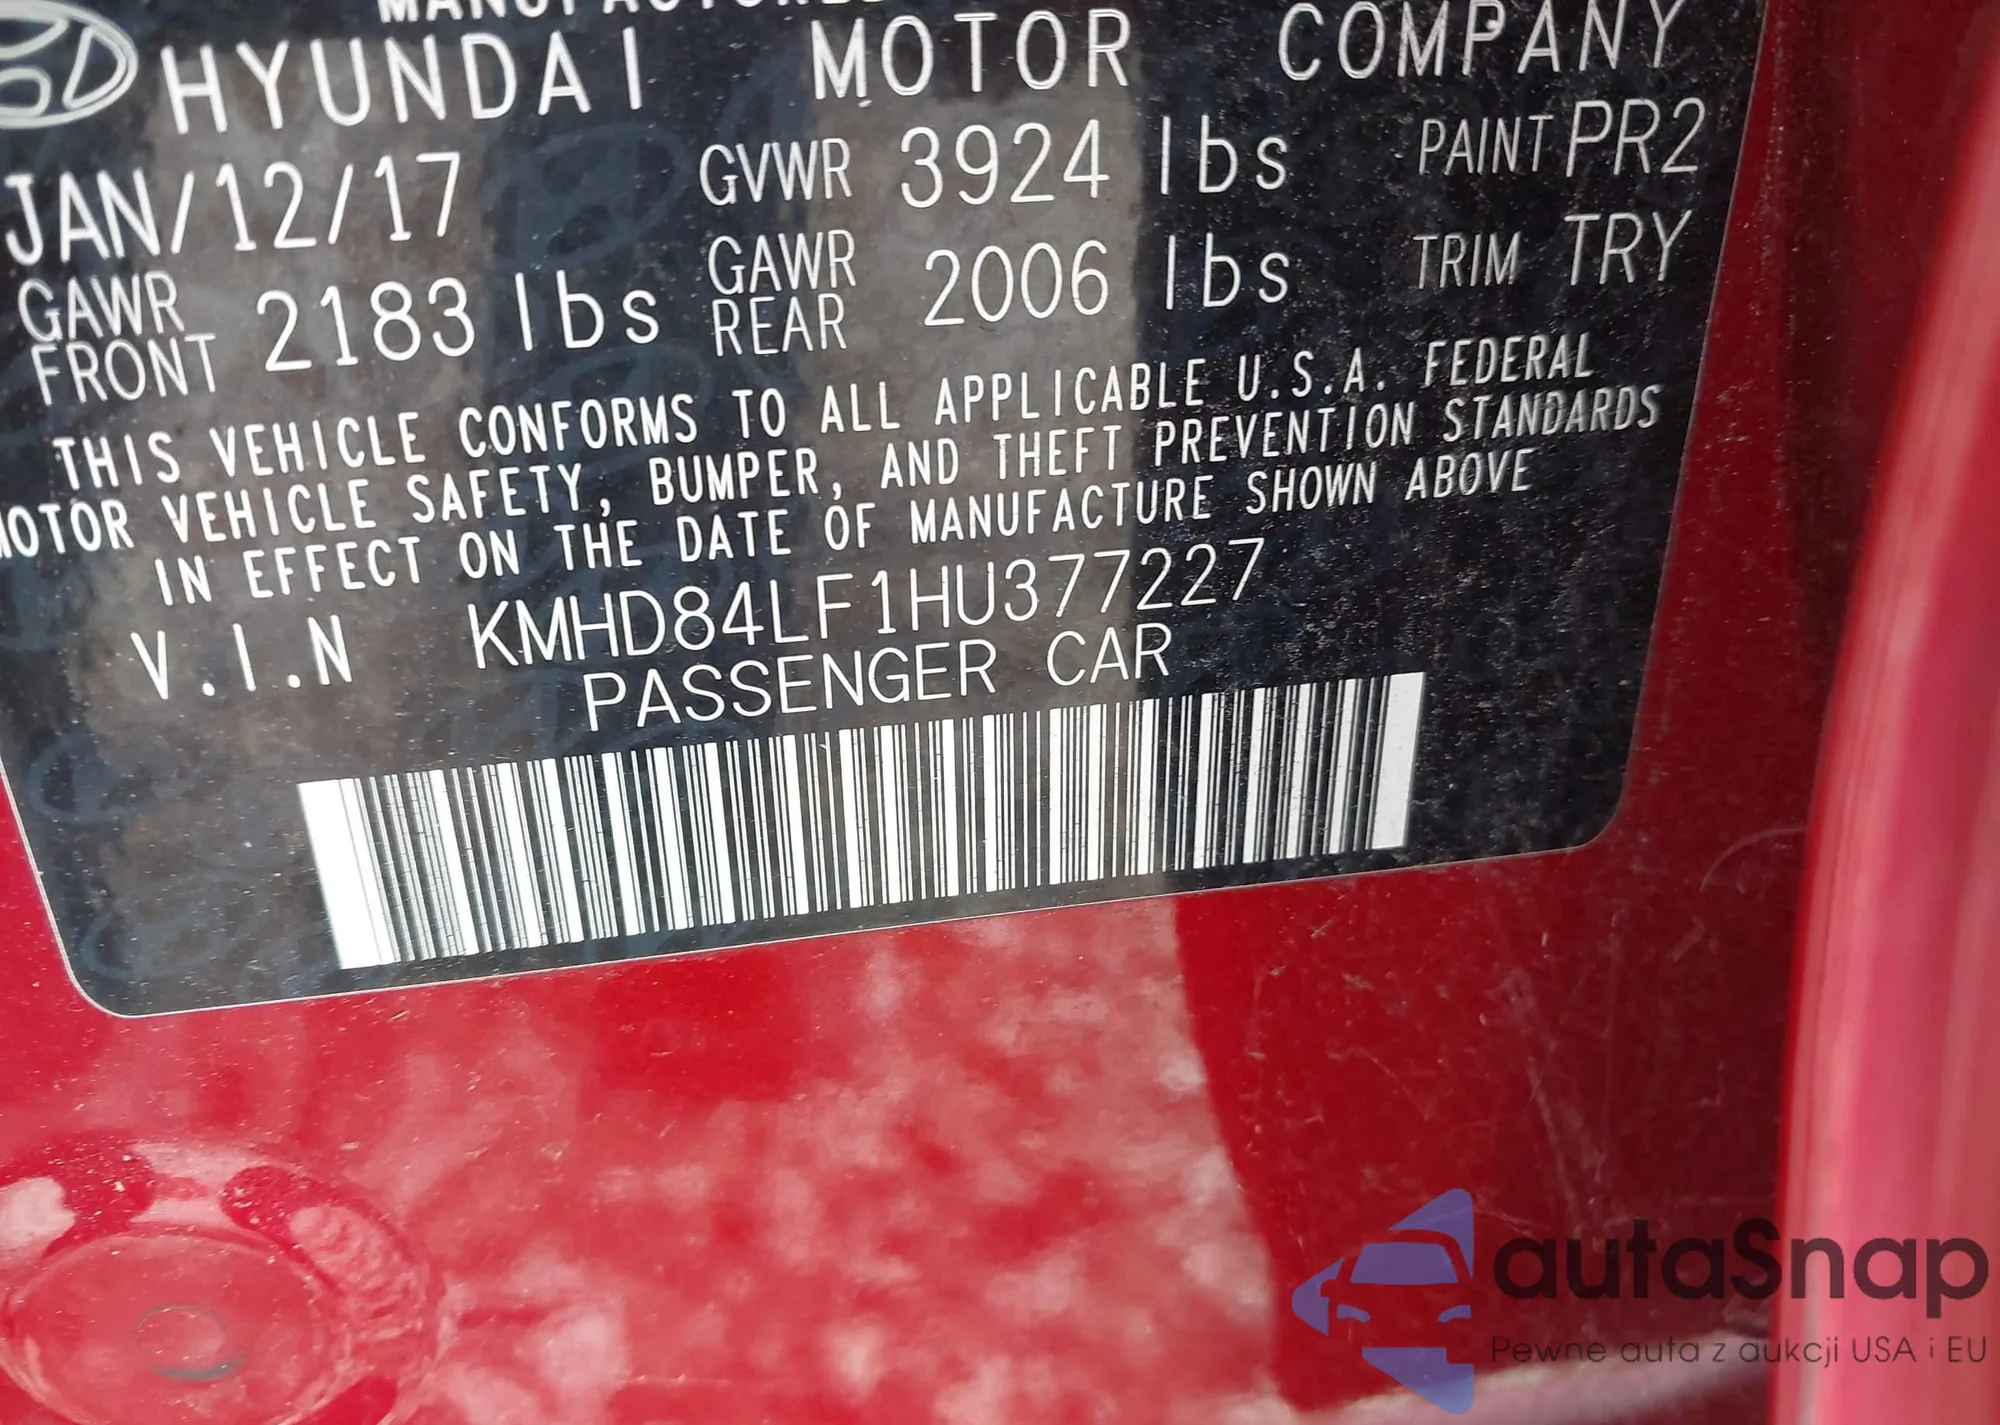 MANUFACTURED
HYUNDAI MOTOR COMPANY
JAN/12/17 GVWR 3924 lbs PAINT PR2
GAWR FRONT 2183 lbs GAWR REAR 2006 lbs TRIM TRY
THIS VEHICLE CONFORMS TO ALL APPLICABLE U.S.A. FEDERAL
MOTOR VEHICLE SAFETY, BUMPER, AND THEFT PREVENTION STANDARDS
IN EFFECT ON THE DATE OF MANUFACTURE SHOWN ABOVE
V.I.N KMHD84LF1HU377227
PASSENGER CAR
autaSnap
Pewne auta z aukcji USA i EU